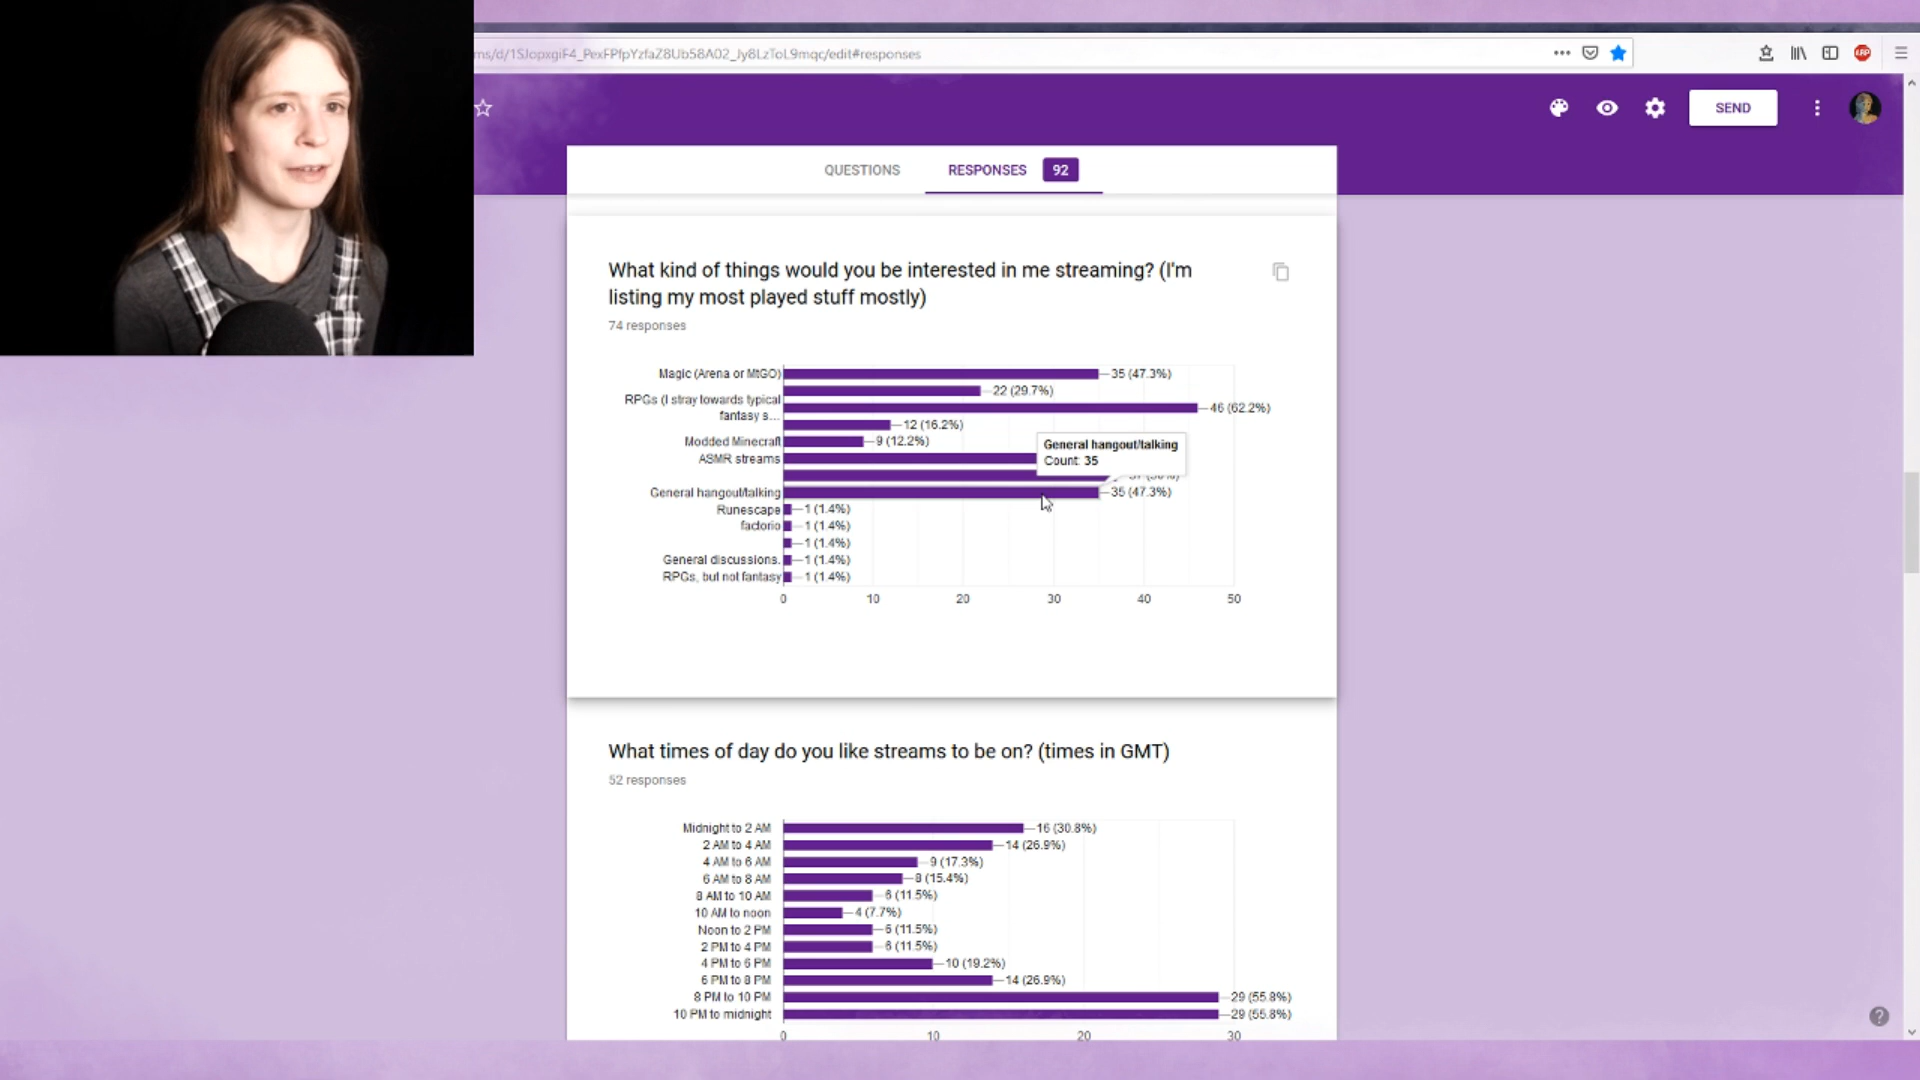 ms/d/1SJopxgiF4_PexFPfpYzfaZ8Ub58A02_Jy8LzToL9mqc/edit#responses
SEND
QUESTIONS
RESPONSES 92
What kind of things would you be interested in me streaming? (I'm
listing my most played stuff mostly)
74 responses
Magic (Arena or MtGO) 35 (47.3%)
22 (29.7%)
RPGs (I stray towards typical
fantasy s... 46 (62.2%)
12 (16.2%)
Modded Minecraft 9 (12.2%)
ASMR streams
General hangout/talking
Count: 35
General hangout/talking 35 (47.3%)
Runescape 1 (1.4%)
factorio 1 (1.4%)
1 (1.4%)
General discussions. 1 (1.4%)
RPGs, but not fantasy 1 (1.4%)
0 10 20 30 40 50
What times of day do you like streams to be on? (times in GMT)
52 responses
Midnight to 2 AM 16 (30.8%)
2 AM to 4 AM 14 (26.9%)
4 AM to 6 AM 9 (17.3%)
6 AM to 8 AM 8 (15.4%)
8 AM to 10 AM 6 (11.5%)
10 AM to noon 4 (7.7%)
Noon to 2 PM 6 (11.5%)
2 PM to 4 PM 6 (11.5%)
4 PM to 6 PM 10 (19.2%)
6 PM to 8 PM 14 (26.9%)
8 PM to 10 PM 29 (55.8%)
10 PM to midnight 29 (55.8%)
0 10 20 30